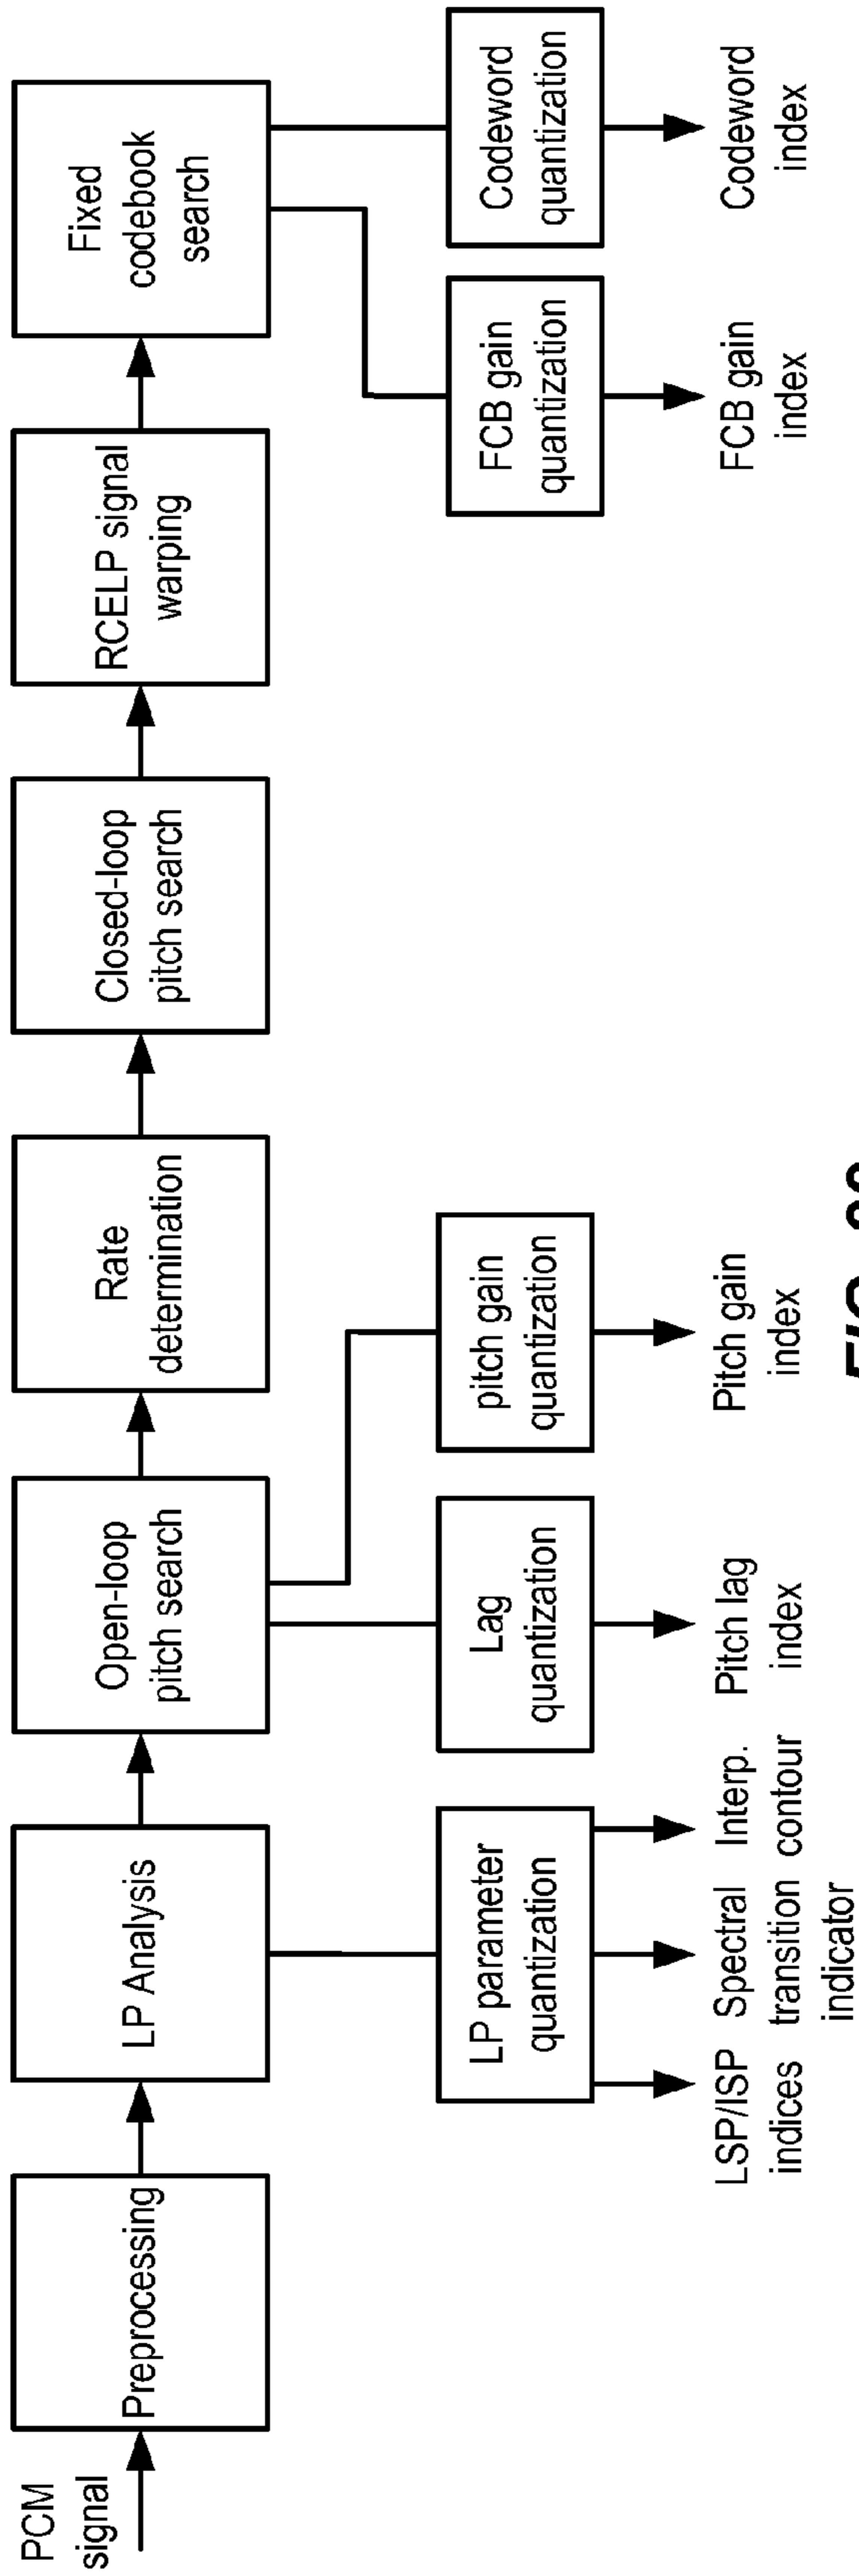 PCM
signal
Preprocessing
LP Analysis
Open-loop
pitch search
Rate
determination
Closed-loop
pitch search
RCELP signal
warping
Fixed
codebook
search
LP parameter
quantization
Lag
quantization
pitch gain
quantization
FCB gain
quantization
Codeword
quantization
LSP/ISP
indices
Spectral
transition
indicator
Interp.
contour
Pitch lag
index
Pitch gain
index
FCB gain
index
Codeword
index